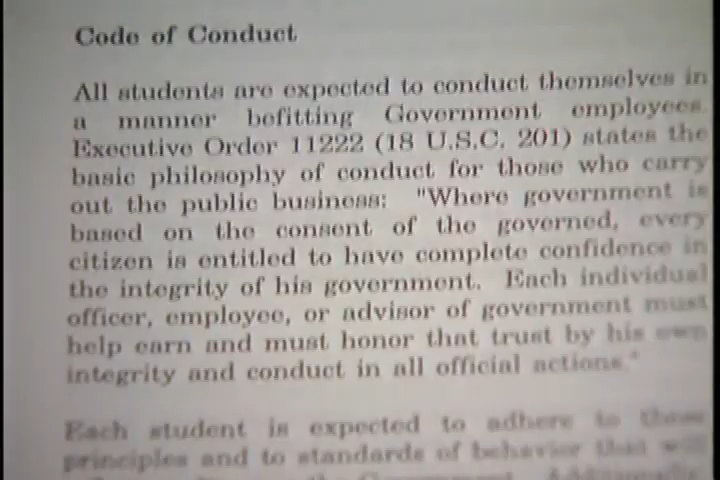 Code of Conduct
All students are expected to conduct themselves in
a manner befitting Government employees.
Executive Order 11222 (18 U.S.C. 201) states the
basic philosophy of conduct for those who carry
out the public business: "Where government is
based on the consent of the governed, every
citizen is entitled to have complete confidence in
the integrity of his government. Each individual
officer, employee, or advisor of government must
help earn and must honor that trust by his own
integrity and conduct in all official actions."
Each student is expected to adhere to these
principles and to standards of behavior that will
the Government.